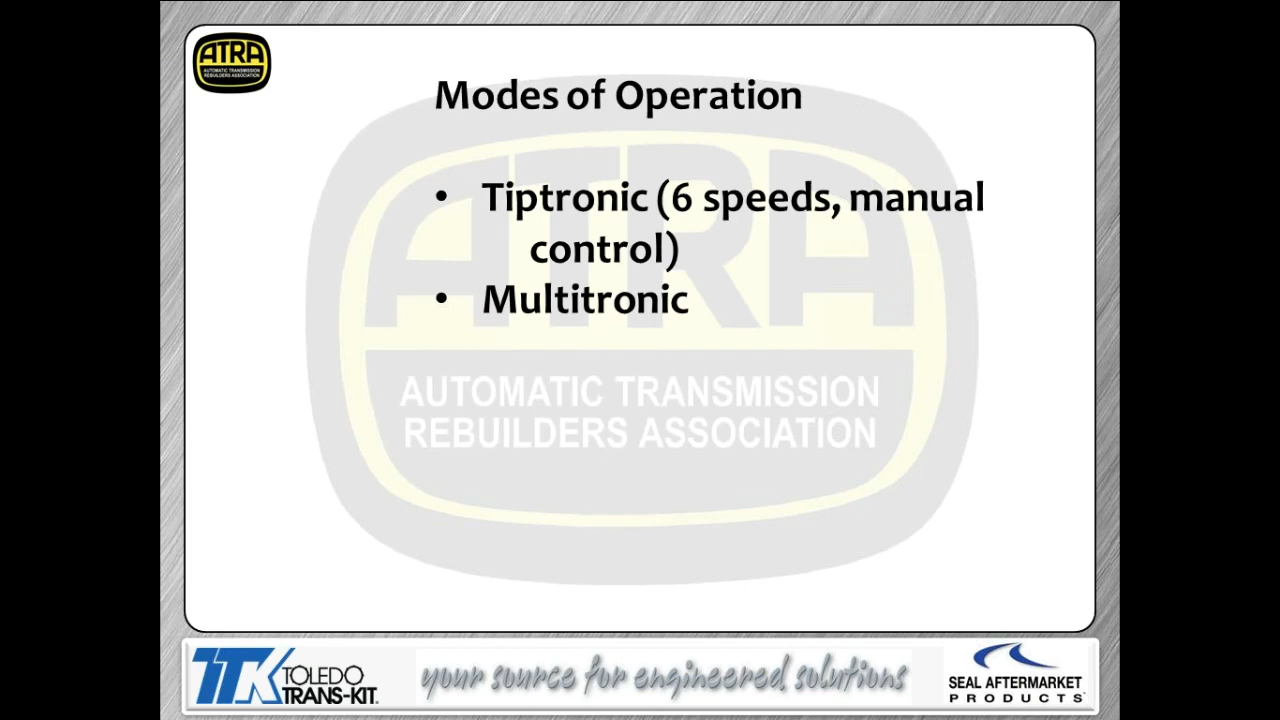 ATRA
AUTOMATIC TRANSMISSION
REBUILDERS ASSOCIATION
Modes of Operation
• Tiptronic (6 speeds, manual
control)
• Multitronic
ATRA
AUTOMATIC TRANSMISSION
REBUILDERS ASSOCIATION
TTK TOLEDO
TRANS-KIT.
your source for engineered solutions
SEAL AFTERMARKET
PRODUCTS